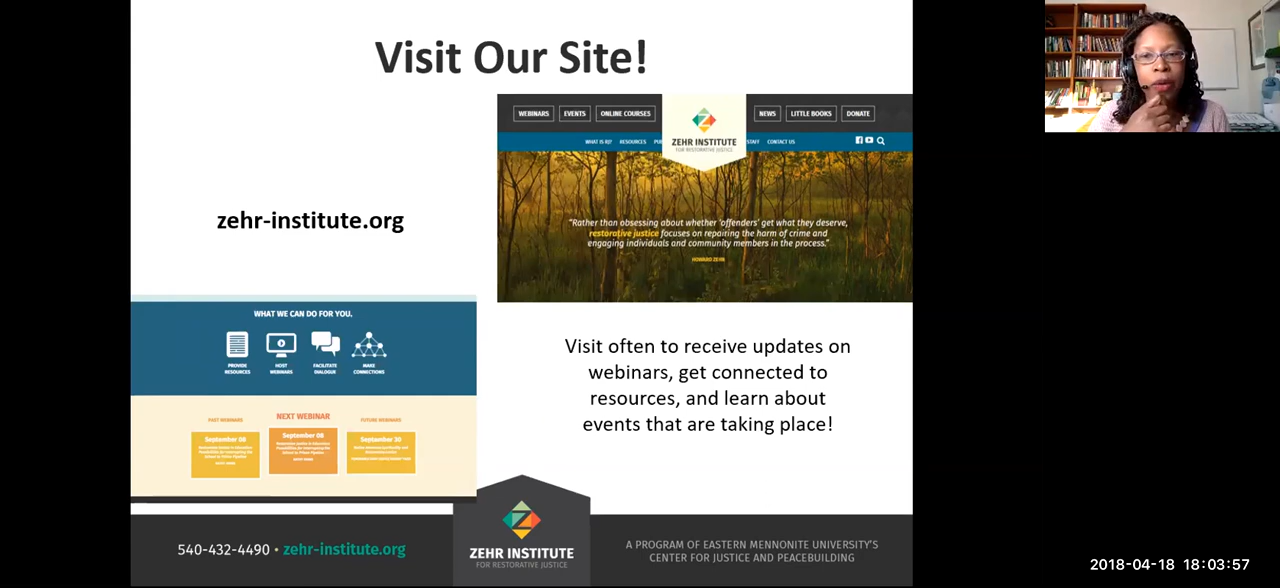 Visit Our Site!
WEBINARS EVENTS ONLINE COURSES NEWS LITTLE BOOKS DONATE
ZEHR INSTITUTE
FOR RESTORATIVE JUSTICE
WHAT IS RJ? RESOURCES STAFF CONTACT US
"Rather than obsessing about whether 'offenders' get what they deserve,
restorative justice focuses on repairing the harm of crime and
engaging individuals and community members in the process."
HOWARD ZEHR
zehr-institute.org
WHAT WE CAN DO FOR YOU.
PROVIDE RESOURCES
HOST WEBINARS
FACILITATE DIALOGUE
MAKE CONNECTIONS
Visit often to receive updates on
webinars, get connected to
resources, and learn about
events that are taking place!
PAST WEBINARS NEXT WEBINAR FUTURE WEBINARS
September 30
540-432-4490 • zehr-institute.org
ZEHR INSTITUTE
FOR RESTORATIVE JUSTICE
A PROGRAM OF EASTERN MENNONITE UNIVERSITY'S
CENTER FOR JUSTICE AND PEACEBUILDING
2018-04-18 18:03:57